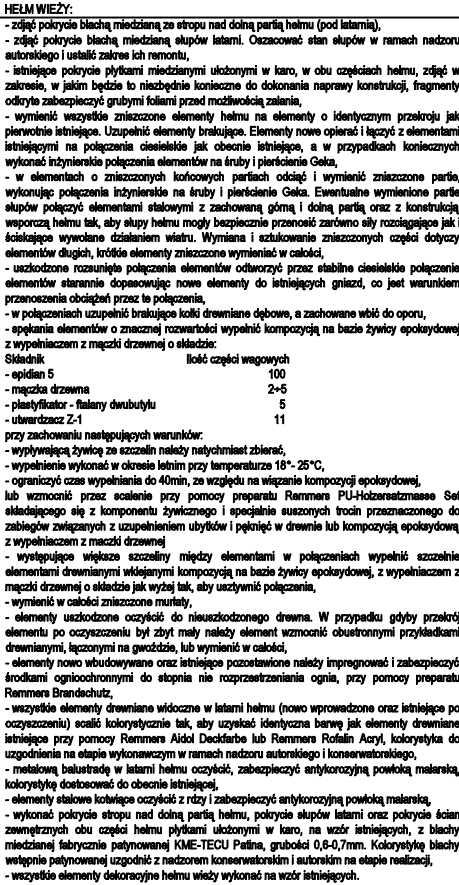 HEŁM WIEŻY:
- zdjąć pokrycie blachą miedzianą ze stropu nad dolną partią hełmu (pod latarnią),
- zdjąć pokrycie blachą miedzianą słupów latarni. Oszacować stan słupów w ramach nadzoru
autorskiego i ustalić zakres ich remontu,
- istniejące pokrycie płytkami miedzianymi ułożonymi w karo, w obu częściach hełmu, zdjąć w
zakresie, w jakim będzie to niezbędnie konieczne do dokonania naprawy konstrukcji, fragmenty
odkryte zabezpieczyć grubymi foliami przed możliwością zalania,
- wymienić wszystkie zniszczone elementy hełmu na elementy o identycznym przekroju jak
pierwotnie istniejące. Uzupełnić elementy brakujące. Elementy nowe opierać i łączyć z elementami
istniejącymi na połączenia ciesielskie jak obecnie istniejące, a w przypadkach koniecznych
wykonać inżynierskie połączenia elementów na śruby i pierścienie Geka,
- w elementach o zniszczonych końcowych partiach odciąć i wymienić zniszczone partie,
wykonując połączenia inżynierskie na śruby i pierścienie Geka. Ewentualne wymienione partie
słupów połączyć elementami stalowymi z zachowaną górną i dolną partią oraz z konstrukcją
wsporczą hełmu tak, aby słupy hełmu mogły bezpiecznie przenosić zarówno siły rozciągające jak i
ściskające wywołane działaniem wiatru. Wymiana i sztukowanie zniszczonych części dotyczy
elementów długich, krótkie elementy zniszczone wymieniać w całości,
- uszkodzone rozsunięte połączenia elementów odtworzyć przez stabilne ciesielskie połączenie
elementów starannie dopasowując nowe elementy do istniejących gniazd, co jest warunkiem
przenoszenia obciążeń przez te połączenia,
- w połączeniach uzupełnić brakujące kołki drewniane dębowe, a zachowane wbić do oporu,
- spękania elementów o znacznej rozwartości wypełnić kompozycją na bazie żywicy epoksydowej
z wypełniaczem z mączki drzewnej o składzie:
Składnik Ilość części wagowych
- epidian 5 100
- mączka drzewna 2÷5
- plastyfikator - ftalany dwubutylu 5
- utwardzacz Z-1 11
przy zachowaniu następujących warunków:
- wypływającą żywicę ze szczelin należy natychmiast zbierać,
- wypełnienie wykonać w okresie letnim przy temperaturze 18°- 25°C,
- ograniczyć czas wypełniania do 40min, ze względu na wiązanie kompozycji epoksydowej,
lub wzmocnić przez scalenie przy pomocy preparatu Remmers PU-Holzersatzmasse Set
składającego się z komponentu żywicznego i specjalnie suszonych trocin przeznaczonego do
zabiegów związanych z uzupełnieniem ubytków i pęknięć w drewnie lub kompozycją epoksydową
z wypełniaczem z maczki drzewnej
- występujące większe szczeliny między elementami w połączeniach wypełnić szczelnie
elementami drewnianymi wklejanymi kompozycją na bazie żywicy epoksydowej, z wypełniaczem z
mączki drzewnej o składzie jak wyżej tak, aby usztywnić połączenia,
- wymienić w całości zniszczone murłaty,
- elementy uszkodzone oczyścić do nieuszkodzonego drewna. W przypadku gdyby przekrój
elementu po oczyszczeniu był zbyt mały należy element wzmocnić obustronnymi przykładkami
drewnianymi, łączonymi na gwoździe, lub wymienić w całości,
- elementy nowo wbudowywane oraz istniejące pozostawione należy impregnować i zabezpieczyć
środkami ognioochronnymi do stopnia nie rozprzestrzeniania ognia, przy pomocy preparatu
Remmers Brandschutz,
- wszystkie elementy drewniane widoczne w latarni hełmu (nowo wprowadzone oraz istniejące po
oczyszczeniu) scalić kolorystycznie tak, aby uzyskać identyczną barwę jak elementy drewniane
istniejące przy pomocy Remmers Aidol Deckfarbe lub Remmers Rofalin Acryl, kolorystyka do
uzgodnienia na etapie wykonawczym w ramach nadzoru autorskiego i konserwatorskiego,
- metalową balustradę w latarni hełmu oczyścić, zabezpieczyć antykorozyjną powłoką malarską,
kolorystykę dostosować do obecnie istniejącej,
- elementy stalowe kotwiące oczyścić z rdzy i zabezpieczyć antykorozyjną powłoką malarską,
- wykonać pokrycie stropu nad dolną partią hełmu, pokrycie słupów latarni oraz pokrycie ścian
zewnętrznych obu części hełmu płytkami ułożonymi w karo, na wzór istniejących, z blachy
miedzianej fabrycznie patynowanej KME-TECU Patina, grubości 0,6-0,7mm. Kolorystykę blachy
wstępnie patynowanej uzgodnić z nadzorem konserwatorskim i autorskim na etapie realizacji,
- wszystkie elementy dekoracyjne hełmu wieży wykonać na wzór istniejących.